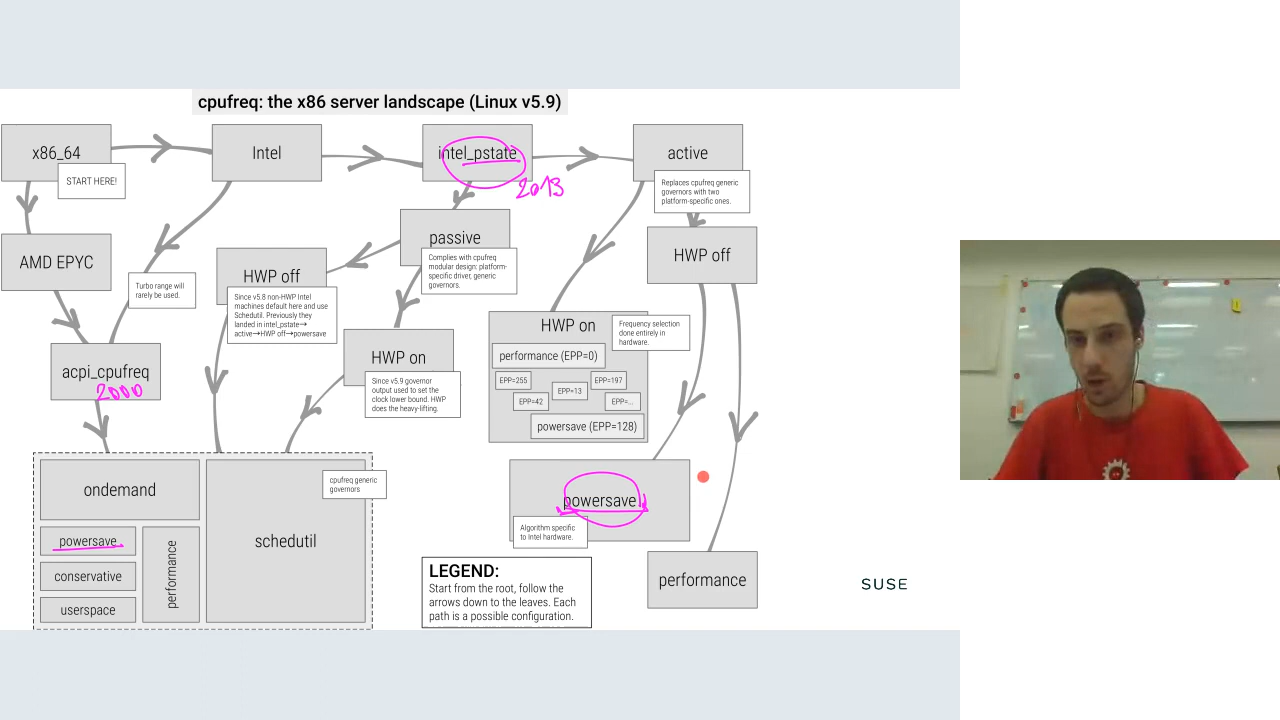 cpufreq: the x86 server landscape (Linux v5.9)
x86_64
START HERE!
Intel
intel_pstate
2013
active
Replaces cpufreq generic
governors with two
platform-specific ones.
passive
Complies with cpufreq
modular design: platform-
specific driver, generic
governors.
AMD EPYC
HWP off
Since v5.8 non-HWP Intel
machines default here and use
Schedutil. Previously they
landed in intel_pstate→
active→HWP off→powersave
Turbo range will
rarely be used.
HWP off
HWP on
Frequency selection
done entirely in
hardware.
performance (EPP=0)
EPP=255
EPP=13
EPP=197
EPP=42
EPP=...
powersave (EPP=128)
HWP on
Since v5.9 governor
output used to set the
clock lower bound. HWP
does the heavy-lifting.
acpi_cpufreq
2000
ondemand
powersave
conservative
userspace
performance
schedutil
cpufreq generic
governors
powersave
Algorithm specific
to Intel hardware.
performance
LEGEND:
Start from the root, follow the
arrows down to the leaves. Each
path is a possible configuration.
SUSE